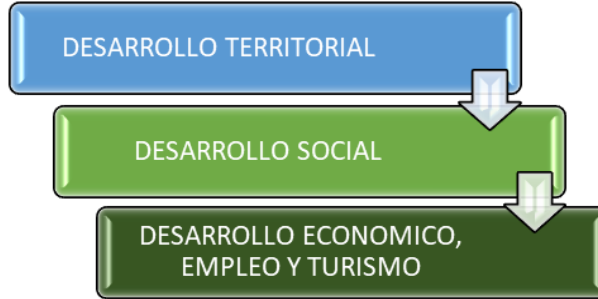 DESARROLLO TERRITORIAL
DESARROLLO SOCIAL
DESARROLLO ECONOMICO,
EMPLEO Y TURISMO